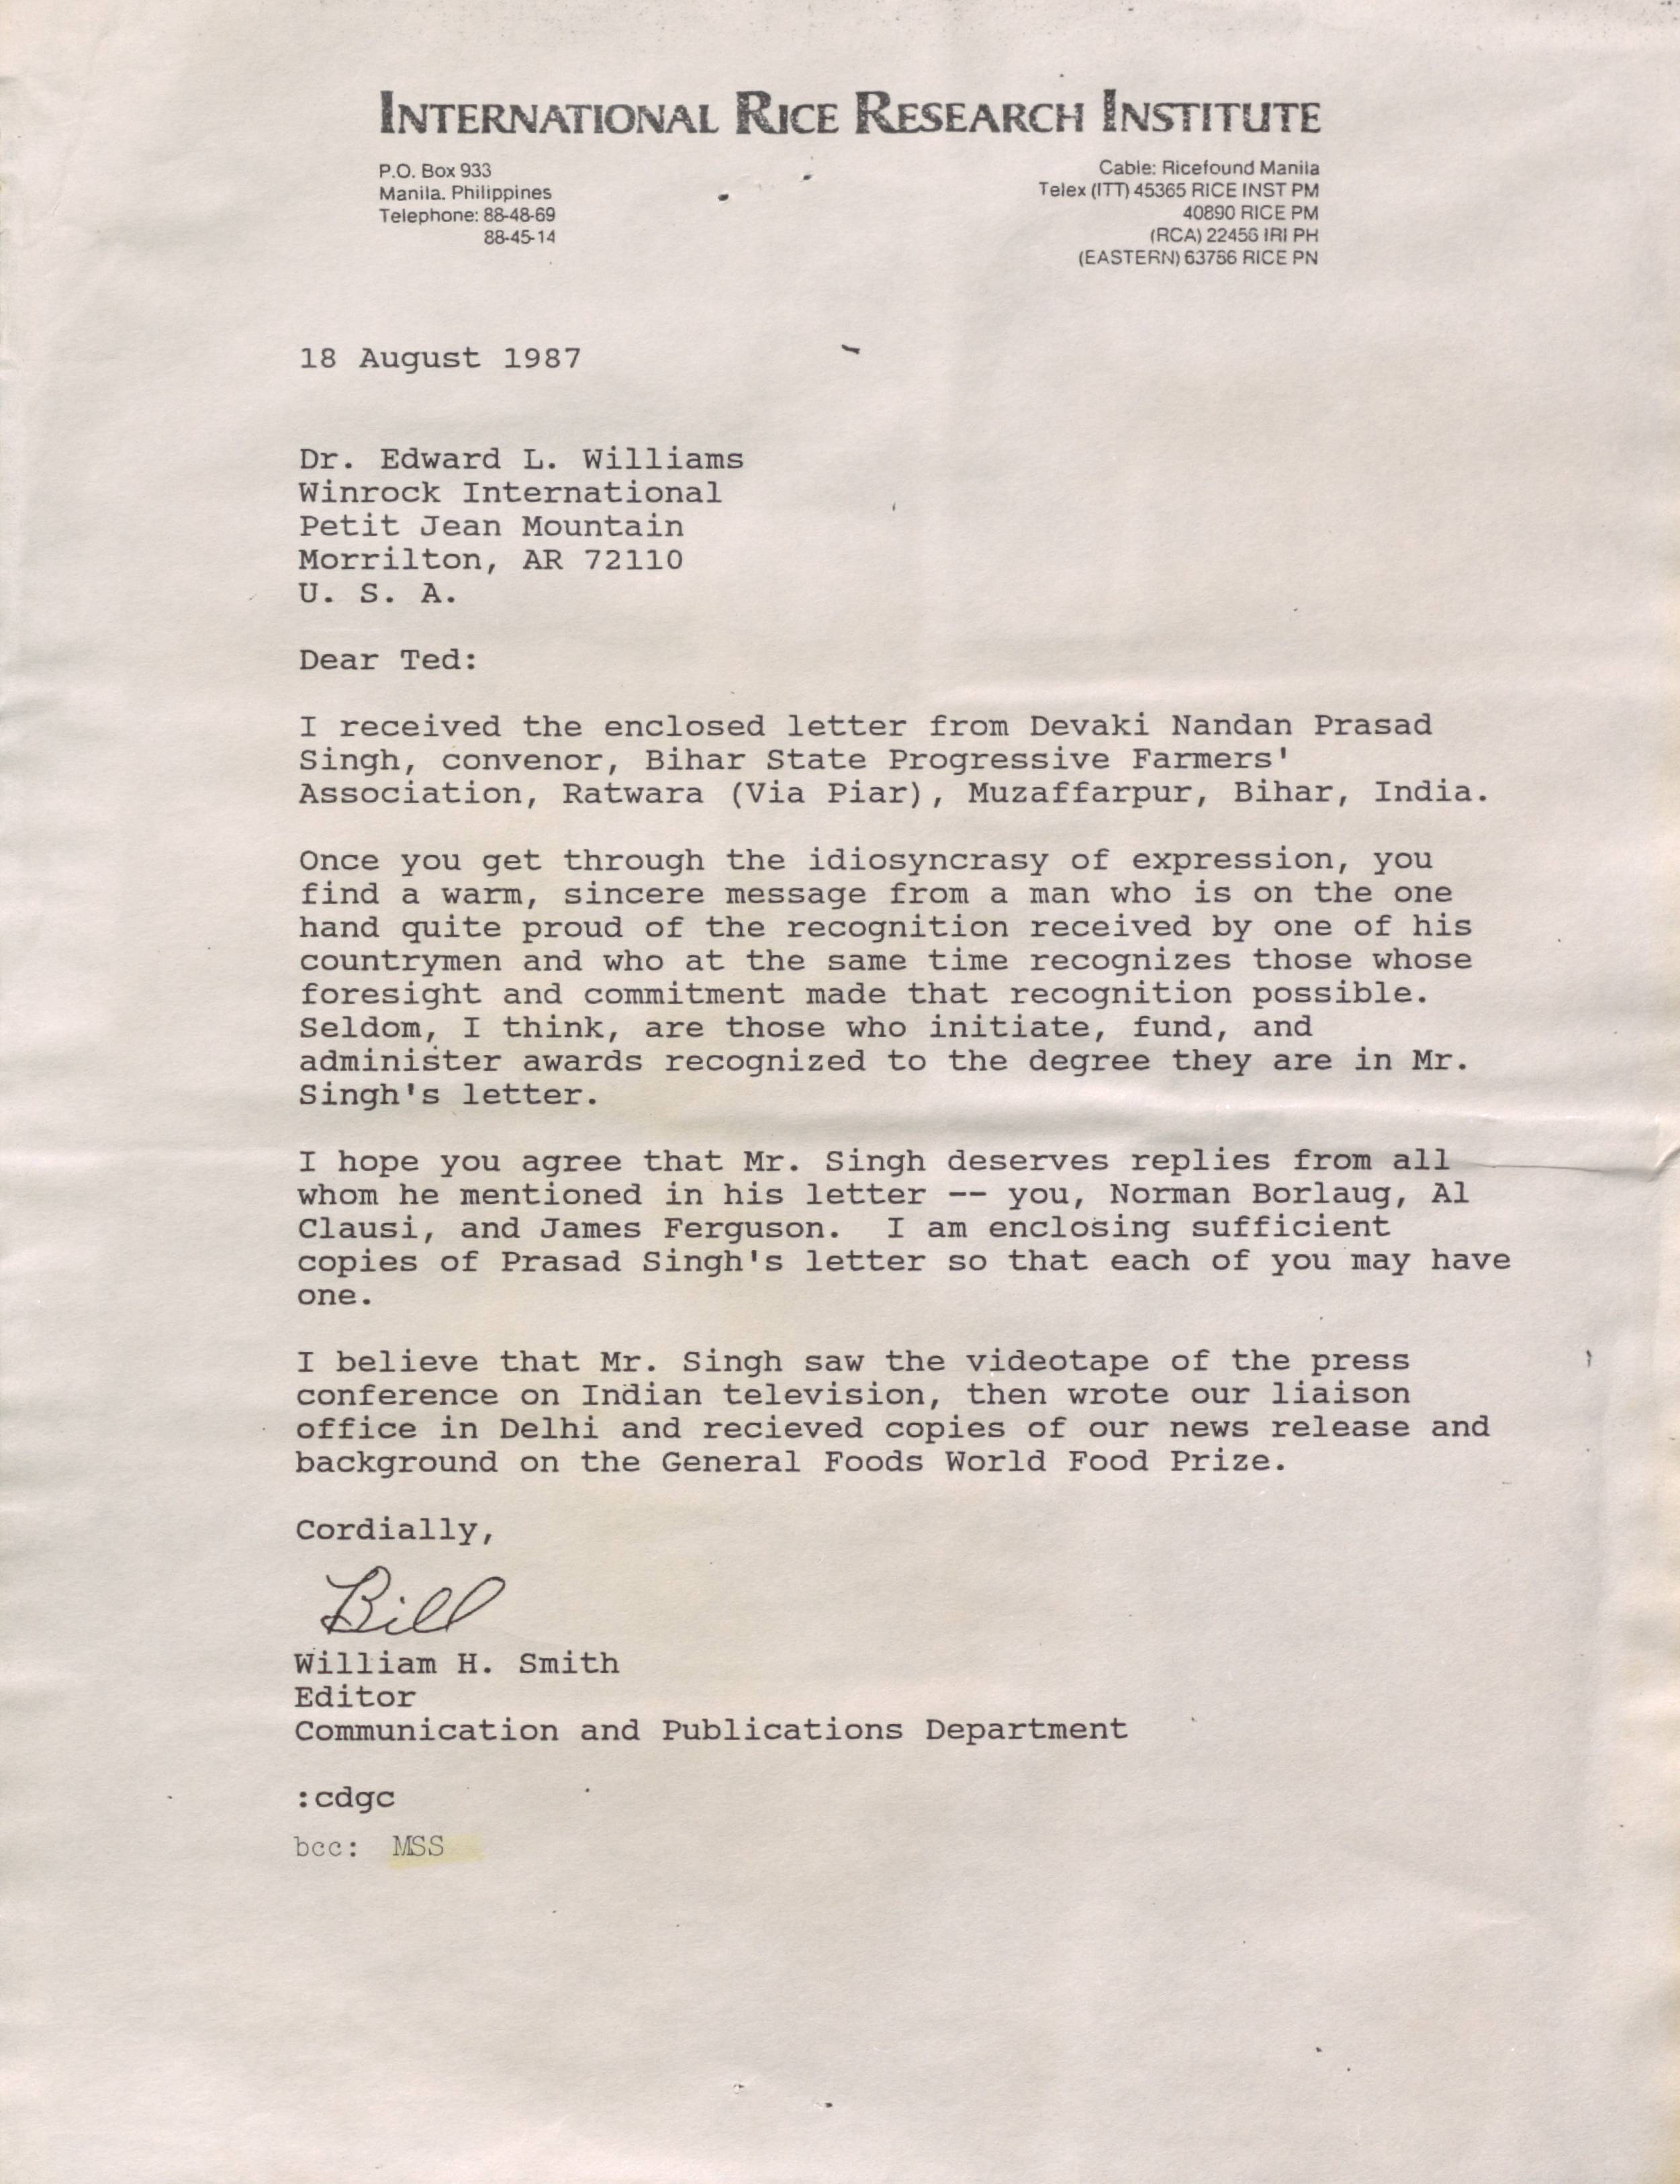 INTERNATIONAL RICE RESEARCH INSTITUTE
P.O. Box 933
Manila. Philippines
Telephone: 88-48-69
88-45-14
Cable: Ricefound Manila
Telex (ITT) 45365 RICE INST PM
40890 RICE PM
(RCA) 22456 IRI PH
(EASTERN) 63786 RICE PN
18 August 1987
Dr. Edward L. Williams
Winrock International
Petit Jean Mountain
Morrilton, AR 72110
U. S. A.
Dear Ted:
I received the enclosed letter from Devaki Nandan Prasad
Singh, convenor, Bihar State Progressive Farmers'
Association, Ratwara (Via Piar), Muzaffarpur, Bihar, India.
Once you get through the idiosyncrasy of expression, you
find a warm, sincere message from a man who is on the one
hand quite proud of the recognition received by one of his
countrymen and who at the same time recognizes those whose
foresight and commitment made that recognition possible.
Seldom, I think, are those who initiate, fund, and
administer awards recognized to the degree they are in Mr.
Singh's letter.
I hope you agree that Mr. Singh deserves replies from all
whom he mentioned in his letter -- you, Norman Borlaug, Al
Clausi, and James Ferguson.  I am enclosing sufficient
copies of Prasad Singh's letter so that each of you may have
one.
I believe that Mr. Singh saw the videotape of the press
conference on Indian television, then wrote our liaison
office in Delhi and recieved copies of our news release and
background on the General Foods World Food Prize.
Cordially,
Bill
William H. Smith
Editor
Communication and Publications Department
:cdgc
bcc: MSS